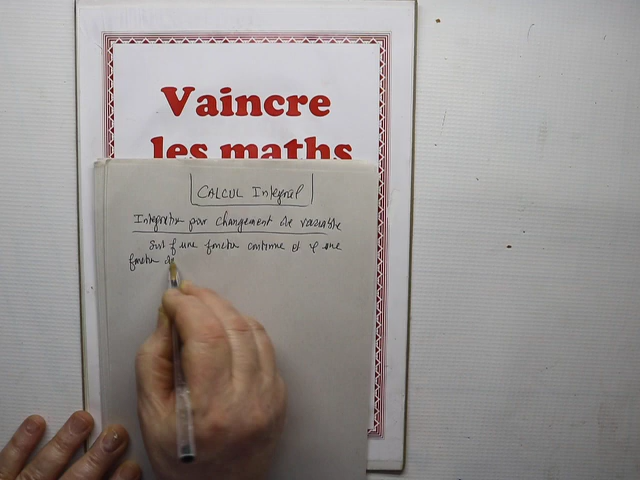 Vaincre
les maths
CALCUL Intégral
Intégration par changement de variable
Soit f une fonction continue et φ une
fonction